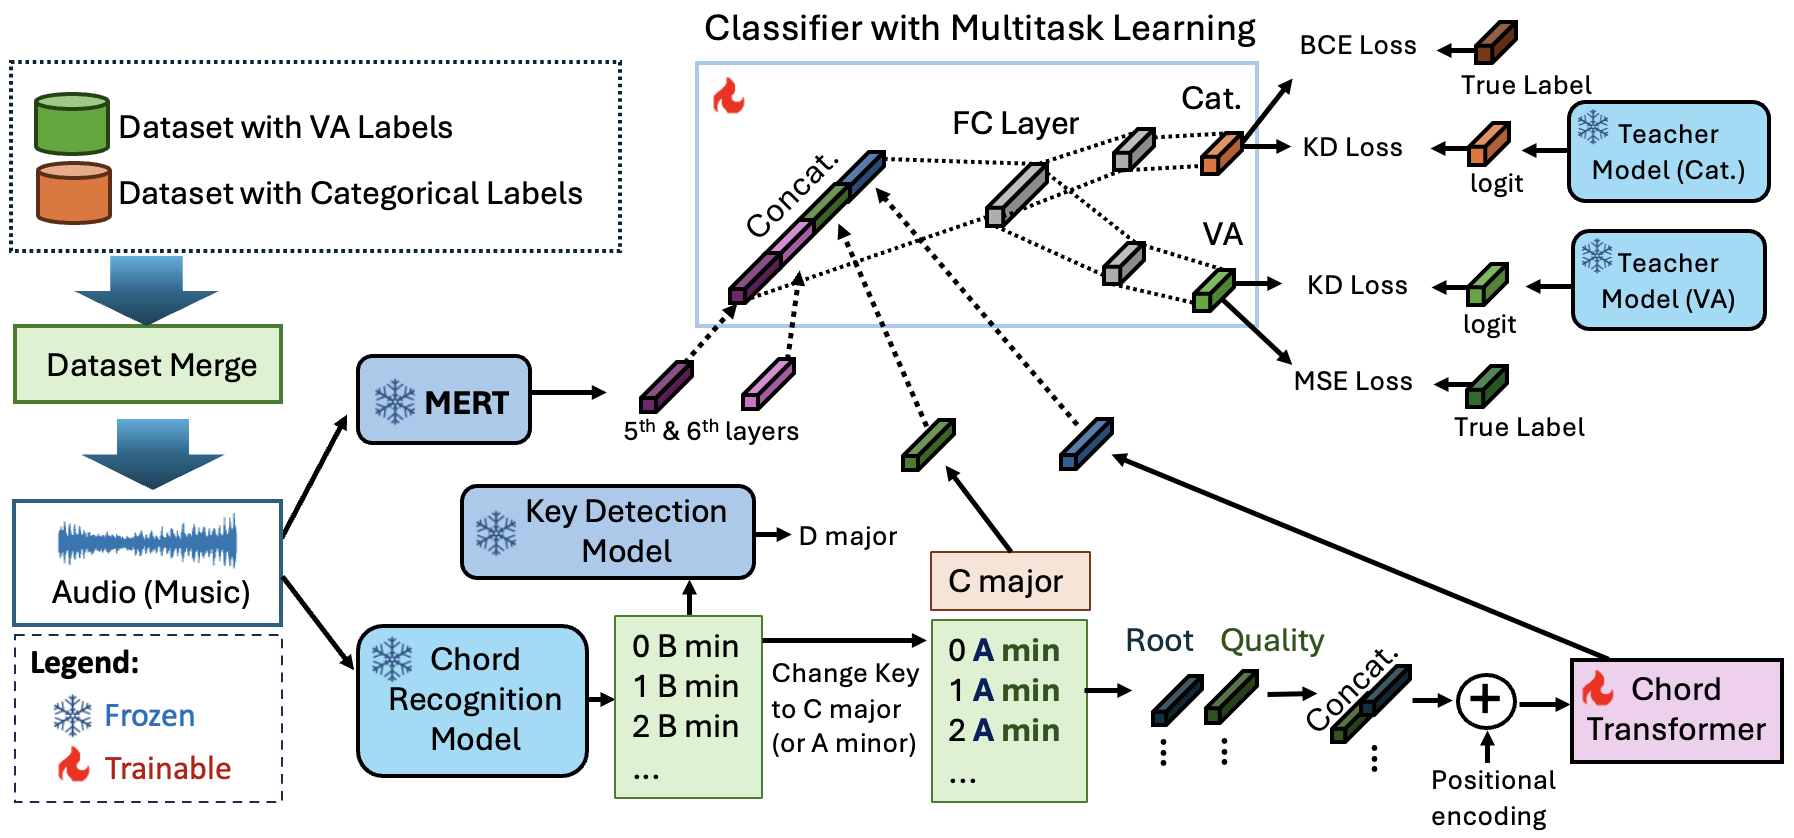 Classifier with Multitask Learning
Dataset with VA Labels
Dataset with Categorical Labels
Dataset Merge
Audio (Music)
Legend:
Frozen
Trainable
MERT
5th & 6th layers
Concat.
FC Layer
Cat.
VA
BCE Loss
True Label
KD Loss
logit
Teacher
Model (Cat.)
KD Loss
logit
Teacher
Model (VA)
MSE Loss
True Label
Key Detection
Model
D major
C major
Chord
Recognition
Model
0 B min
1 B min
2 B min
...
Change Key
to C major
(or A minor)
0 A min
1 A min
2 A min
...
Root
Quality
Concat.
+
Positional
encoding
Chord
Transformer